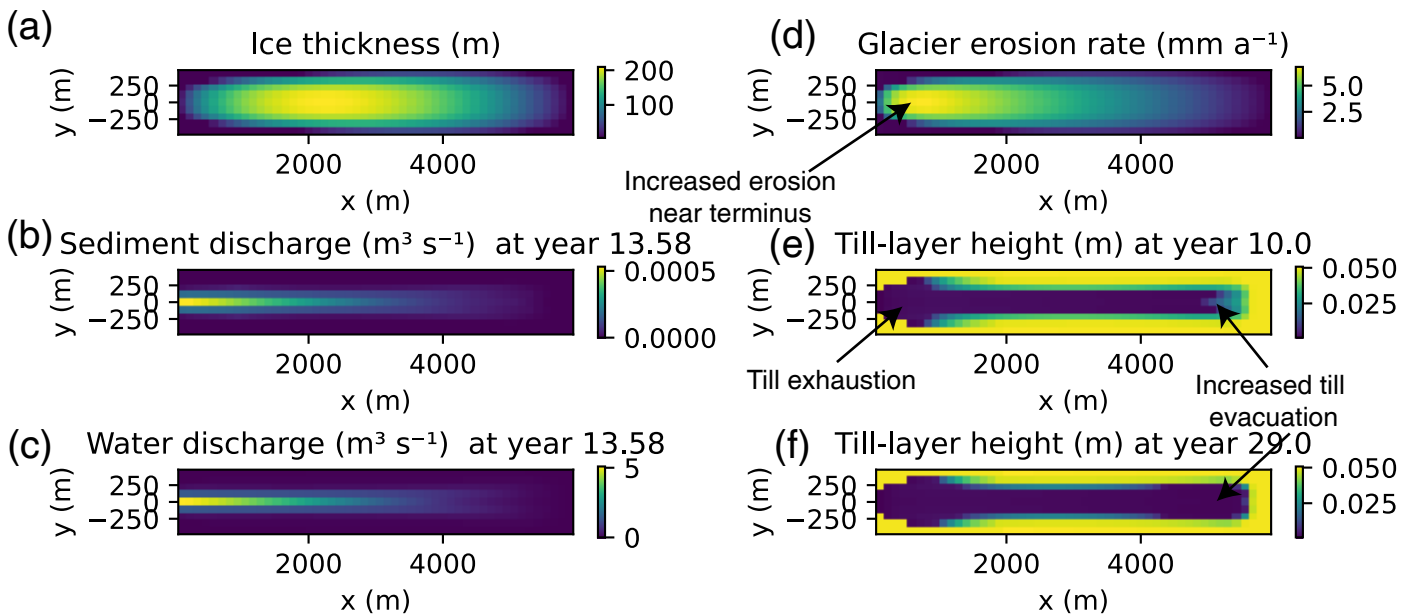 (a)
Ice thickness (m)
y (m)
250
0
−250
200
100
2000
4000
x (m)
(b)
Sediment discharge (m³ s⁻¹)  at year 13.58
y (m)
250
0
−250
0.0005
0.0000
2000
4000
x (m)
(c)
Water discharge (m³ s⁻¹)  at year 13.58
y (m)
250
0
−250
5
0
2000
4000
x (m)
(d)
Glacier erosion rate (mm a⁻¹)
y (m)
250
0
−250
5.0
2.5
2000
4000
x (m)
Increased erosion
near terminus
(e)
Till-layer height (m) at year 10.0
y (m)
250
0
−250
0.050
0.025
2000
4000
x (m)
Till exhaustion
Increased till
evacuation
(f)
Till-layer height (m) at year 29.0
y (m)
250
0
−250
0.050
0.025
2000
4000
x (m)